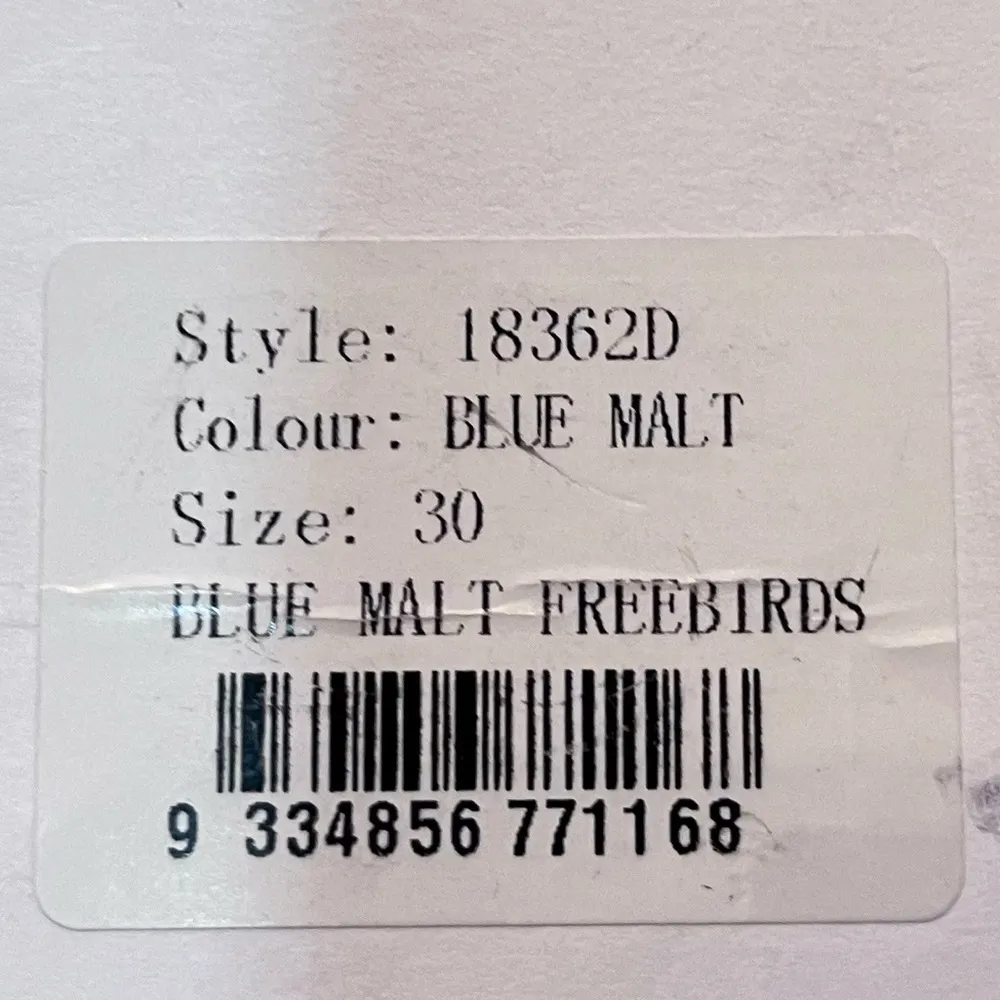 Style: 18362D
Colour: BLUE MALT
Size: 30
BLUE MALT FREEBIRDS
9 334856 771168